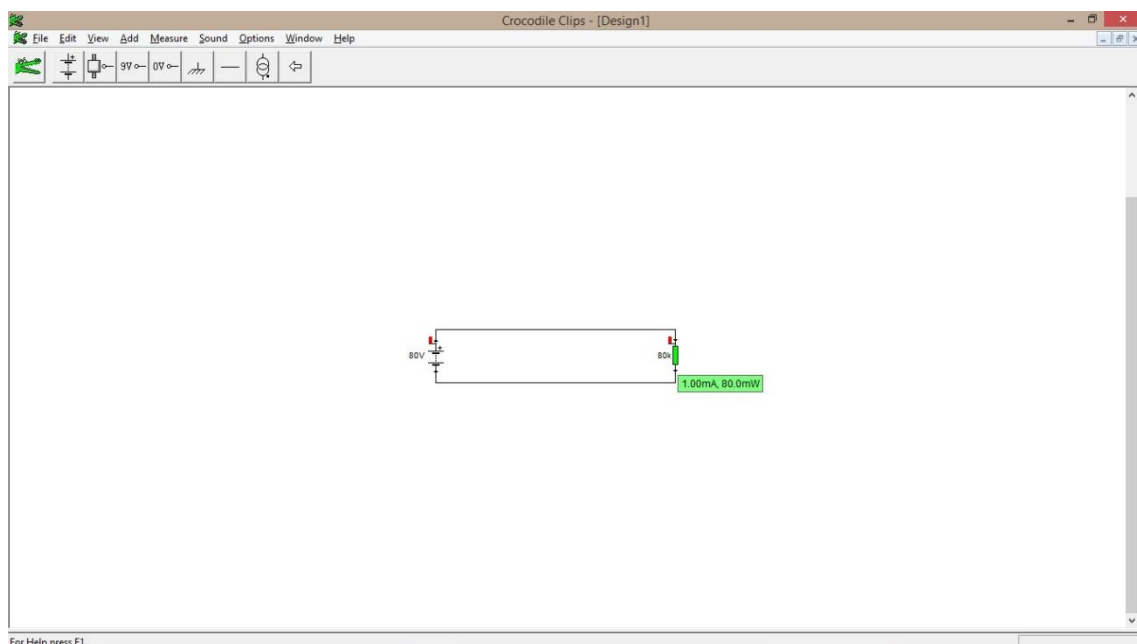 Crocodile Clips - [Design1]
File Edit View Add Measure Sound Options Window Help
9V 0V
80V
80k
1.00mA, 80.0mW
For Help press F1